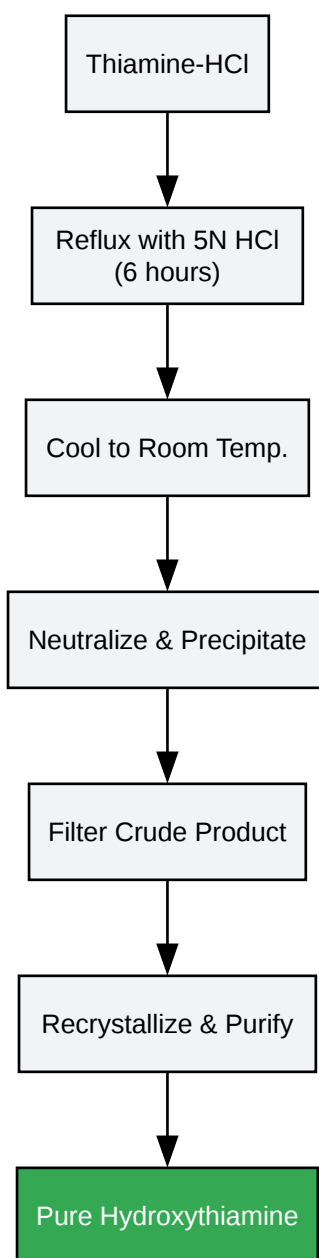 Thiamine-HCl
Reflux with 5N HCl
(6 hours)
Cool to Room Temp.
Neutralize & Precipitate
Filter Crude Product
Recrystallize & Purify
Pure Hydroxythiamine